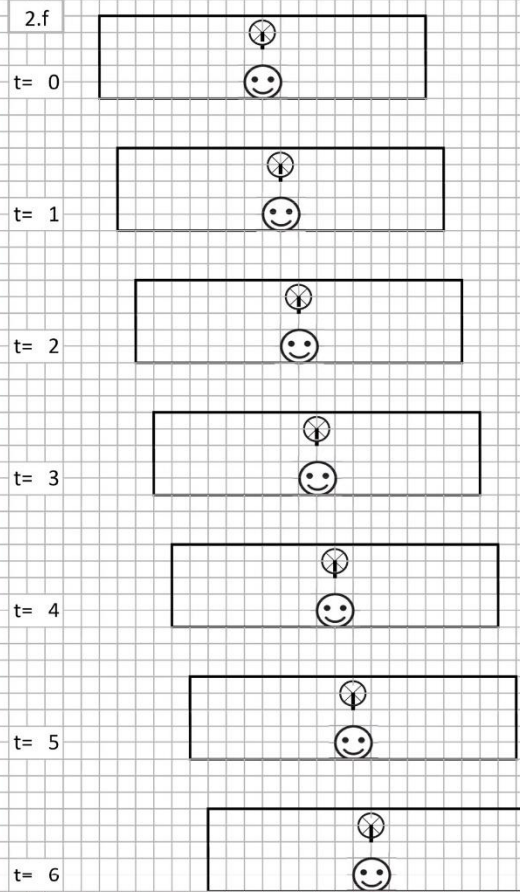 2.f
t= 0
t= 1
t= 2
t= 3
t= 4
t= 5
t= 6